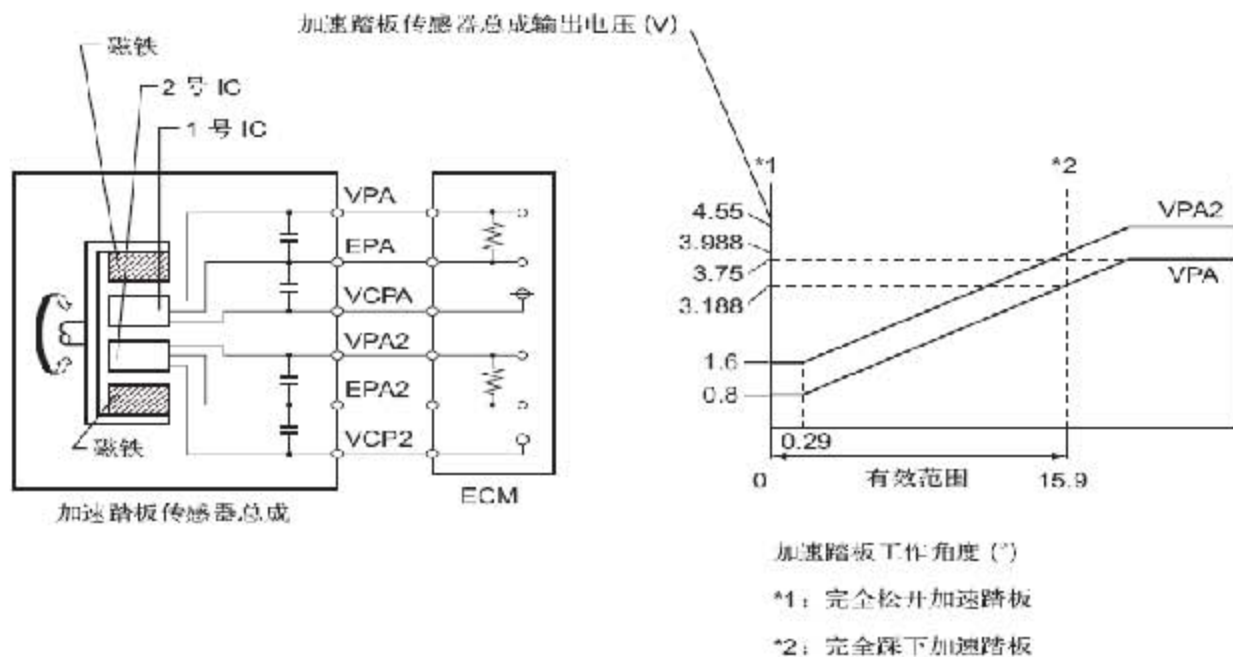 加速踏板传感器总成输出电压 (V)
磁铁
2 号 IC
1 号 IC
VPA
EPA
VCPA
VPA2
EPA2
VCP2
磁铁
ECM
加速踏板传感器总成
*1
*2
4.55
3.988
3.75
3.188
1.6
0.8
VPA2
VPA
0.29
0
有效范围
15.9
加速踏板工作角度 (°)
*1：完全松开加速踏板
*2：完全踩下加速踏板